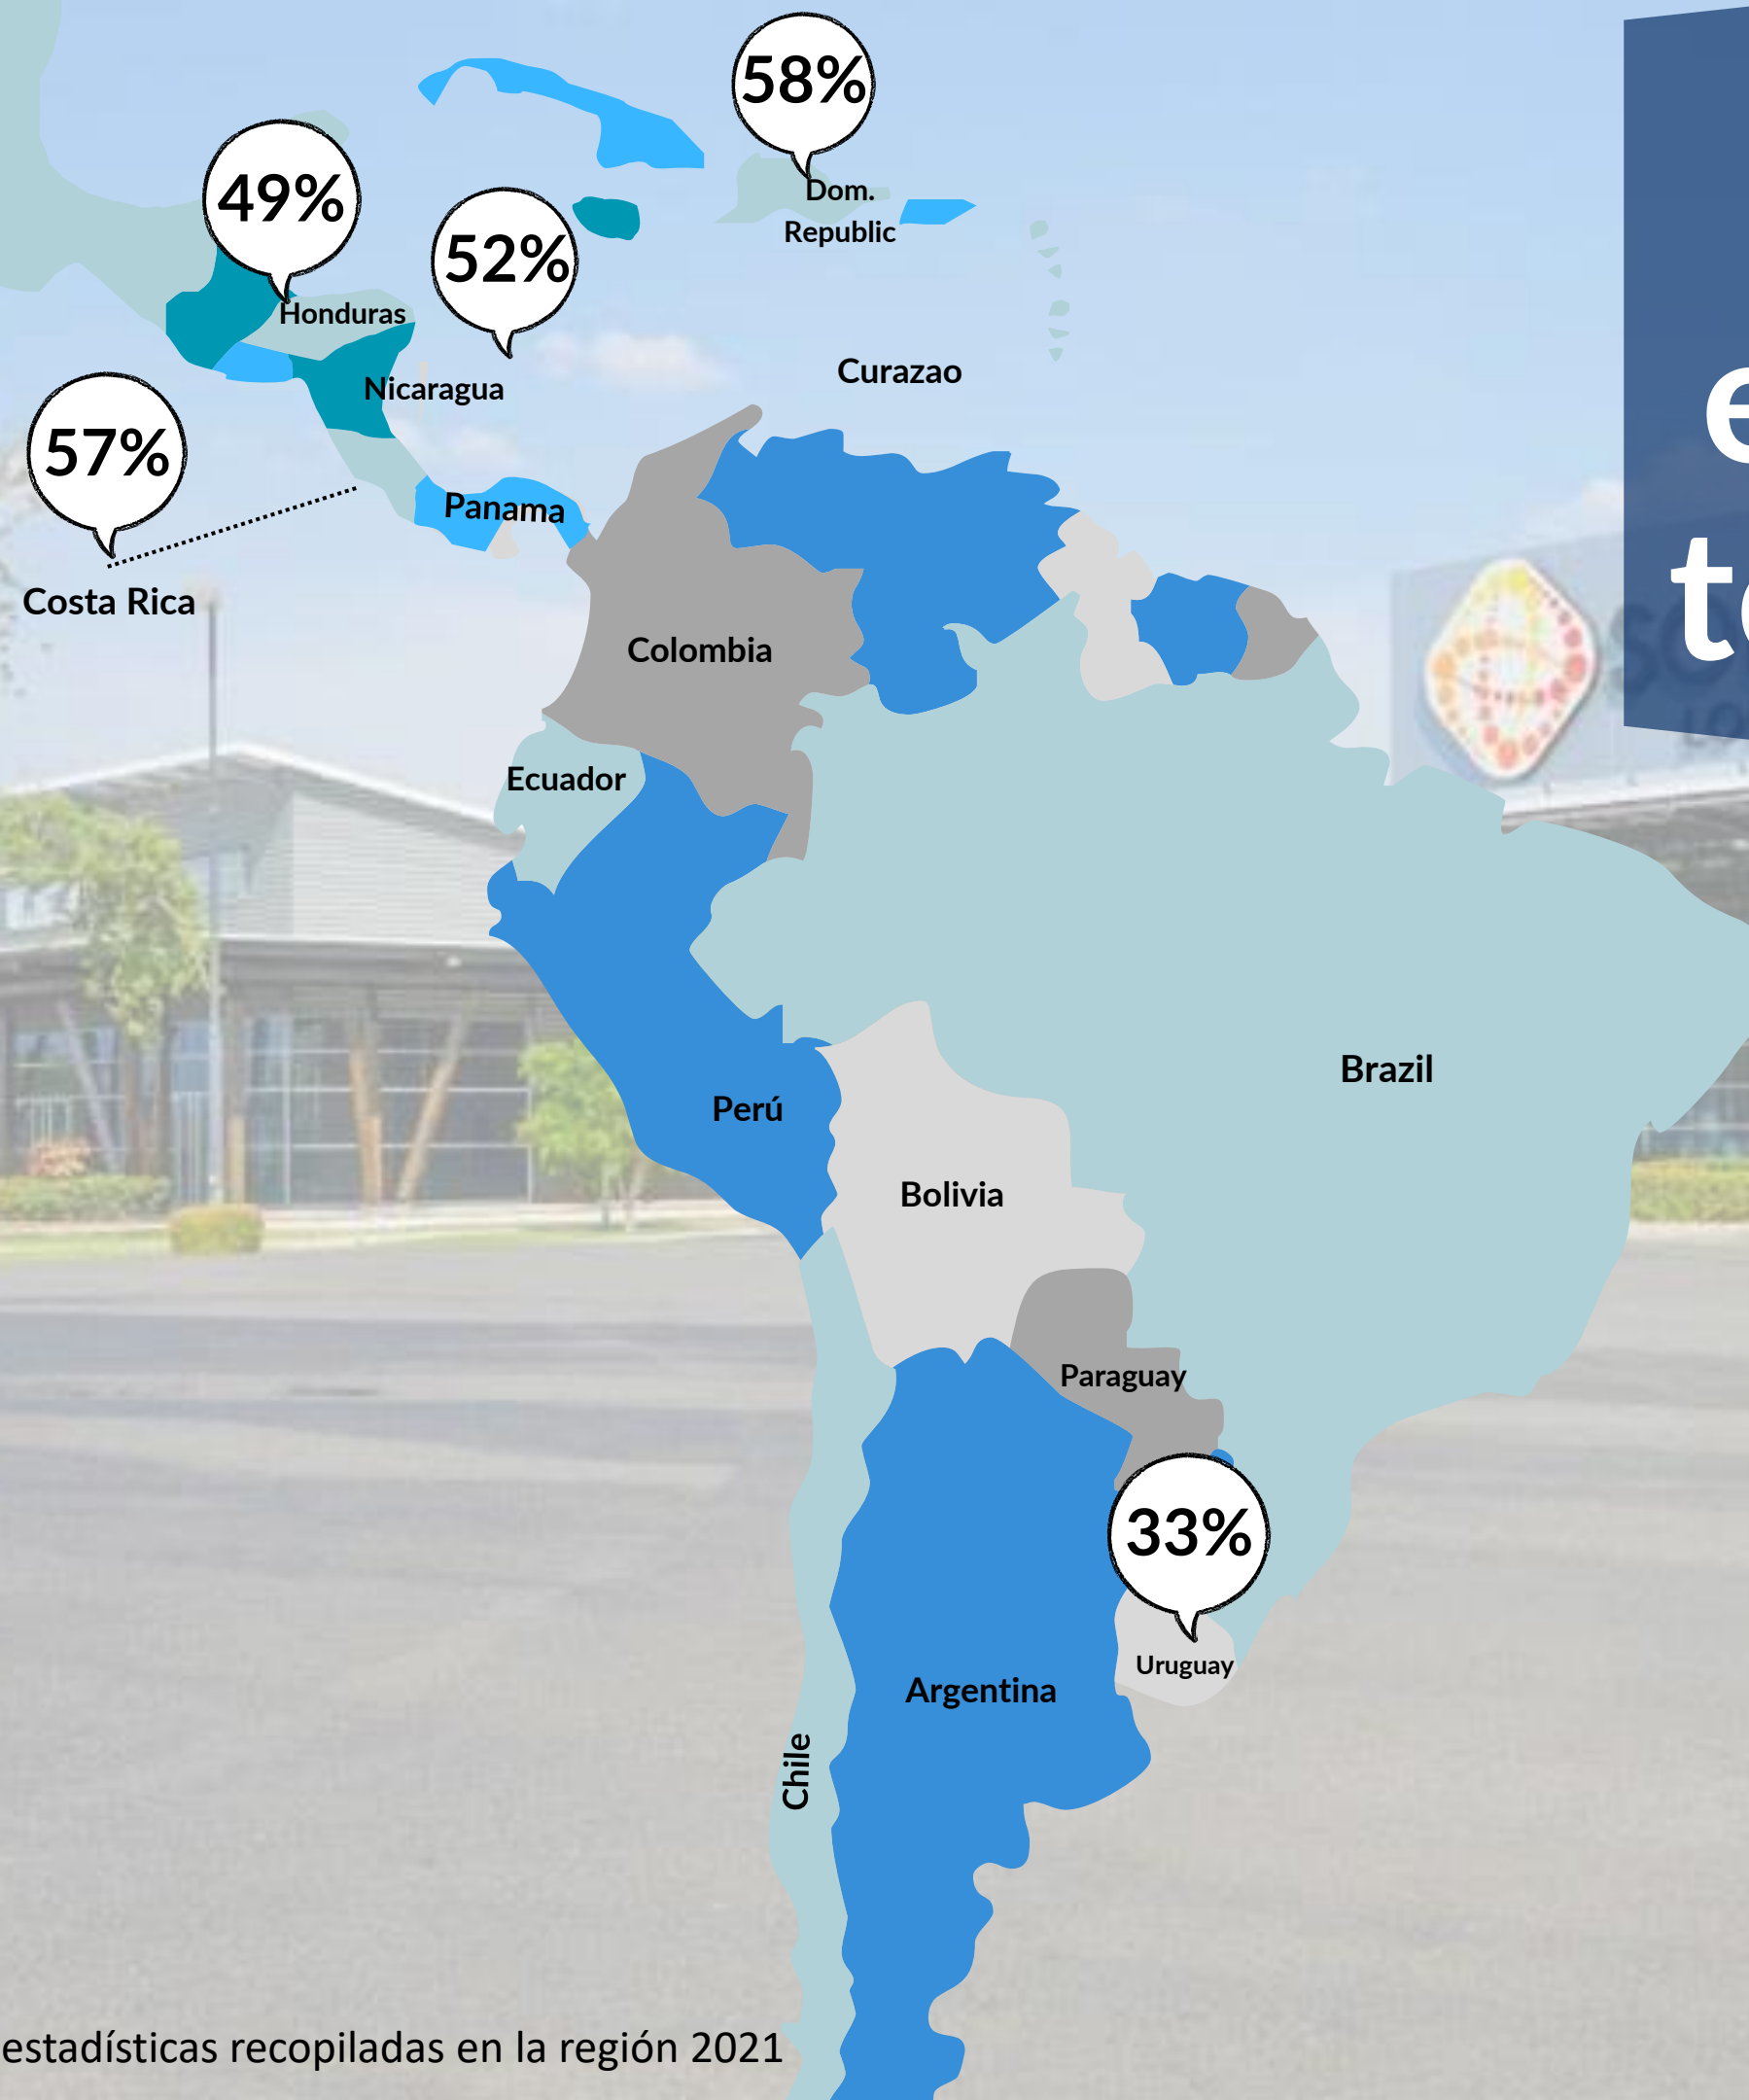 58%
49%
Dom.
Republic
52%
Honduras
Curazao
Nicaragua
57%
Panama
Costa Rica
Colombia
Ecuador
Brazil
Perú
Bolivia
Paraguay
33%
Uruguay
Argentina
Chile
estadísticas recopiladas en la región 2021